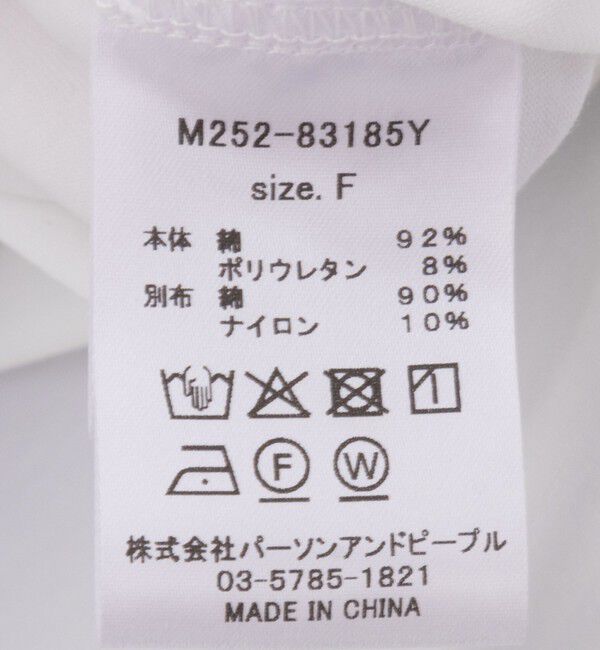 M252-83185Y
size. F
本体 綿 92%
ポリウレタン 8%
別布 綿 90%
ナイロン 10%
F W
株式会社パーソンアンドピープル
03-5785-1821
MADE IN CHINA